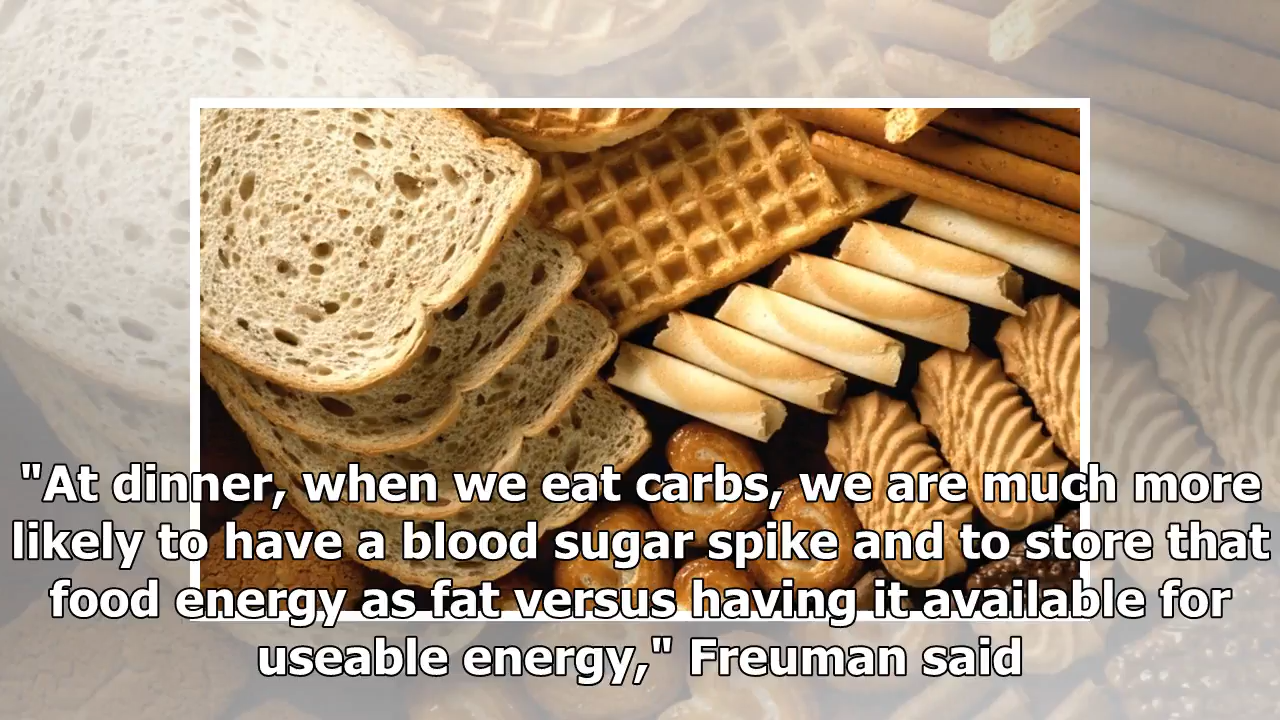 "At dinner, when we eat carbs, we are much more
likely to have a blood sugar spike and to store that
food energy as fat versus having it available for
useable energy," Freuman said